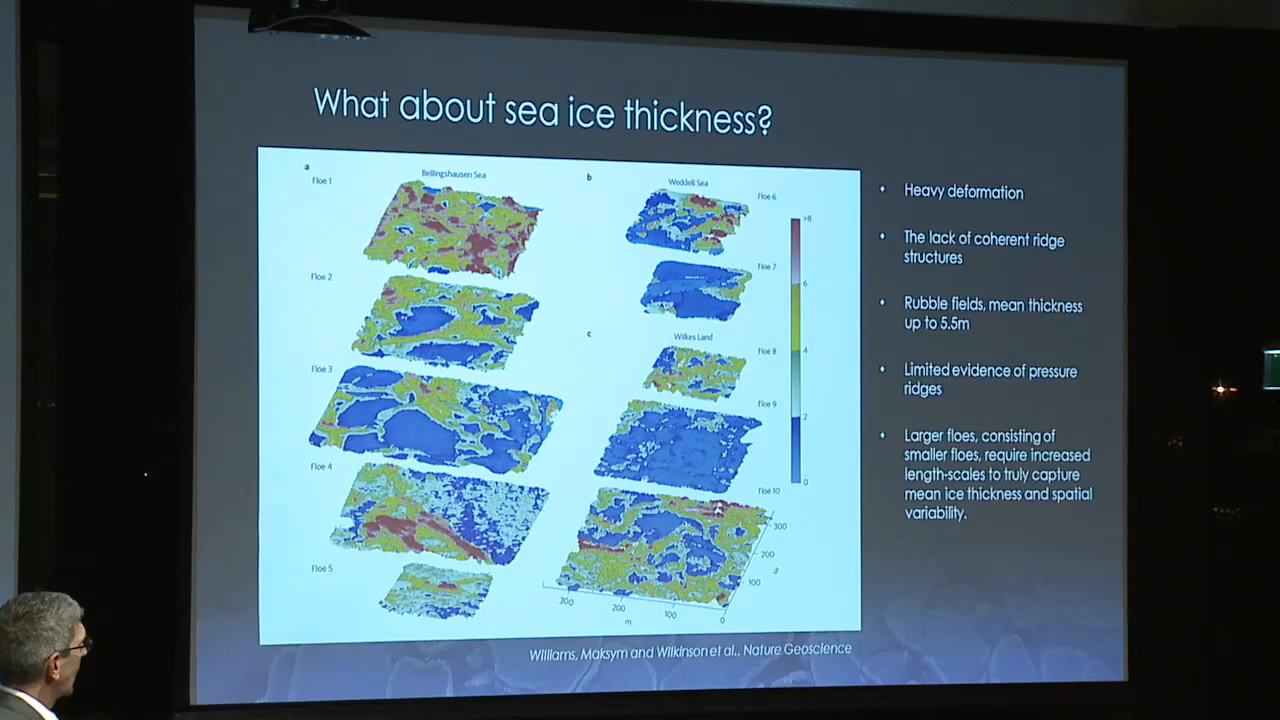 What about sea ice thickness?
a
Bellingshausen Sea
Floe 1
Floe 2
Floe 3
Floe 4
Floe 5
b
Weddell Sea
Floe 6
Floe 7
c
Wilkes Land
Floe 8
Floe 9
Floe 10
>8
6
4
2
0
300
200
100
0
m
100
200
300
• Heavy deformation
• The lack of coherent ridge
structures
• Rubble fields, mean thickness
up to 5.5m
• Limited evidence of pressure
ridges
• Larger floes, consisting of
smaller floes, require increased
length-scales to truly capture
mean ice thickness and spatial
variability.
Williams, Maksym and Wilkinson et al., Nature Geoscience